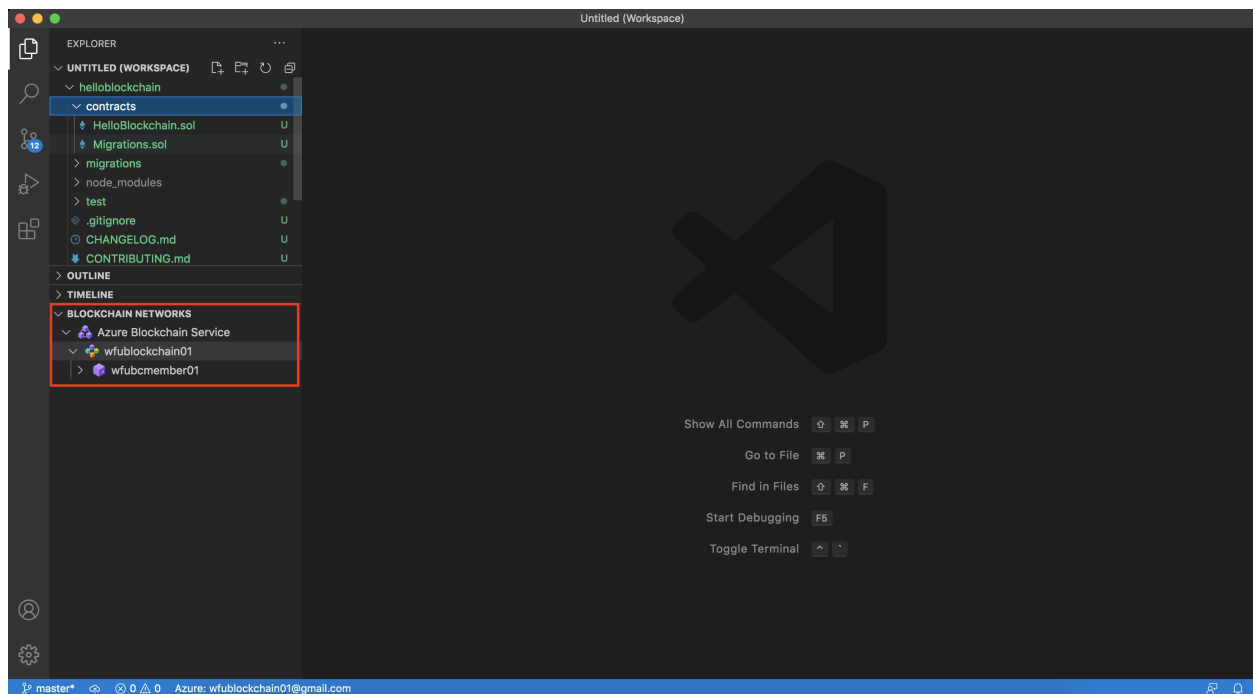 Untitled (Workspace)
EXPLORER
UNTITLED (WORKSPACE)
helloblockchain
contracts
HelloBlockchain.sol U
Migrations.sol U
migrations
node_modules
test
.gitignore U
CHANGELOG.md U
CONTRIBUTING.md U
OUTLINE
TIMELINE
BLOCKCHAIN NETWORKS
Azure Blockchain Service
wfublockchain01
wfubcmember01
12
Show All Commands ⇧ ⌘ P
Go to File ⌘ P
Find in Files ⇧ ⌘ F
Start Debugging F5
Toggle Terminal ^ `
master* 0 0 Azure: wfublockchain01@gmail.com